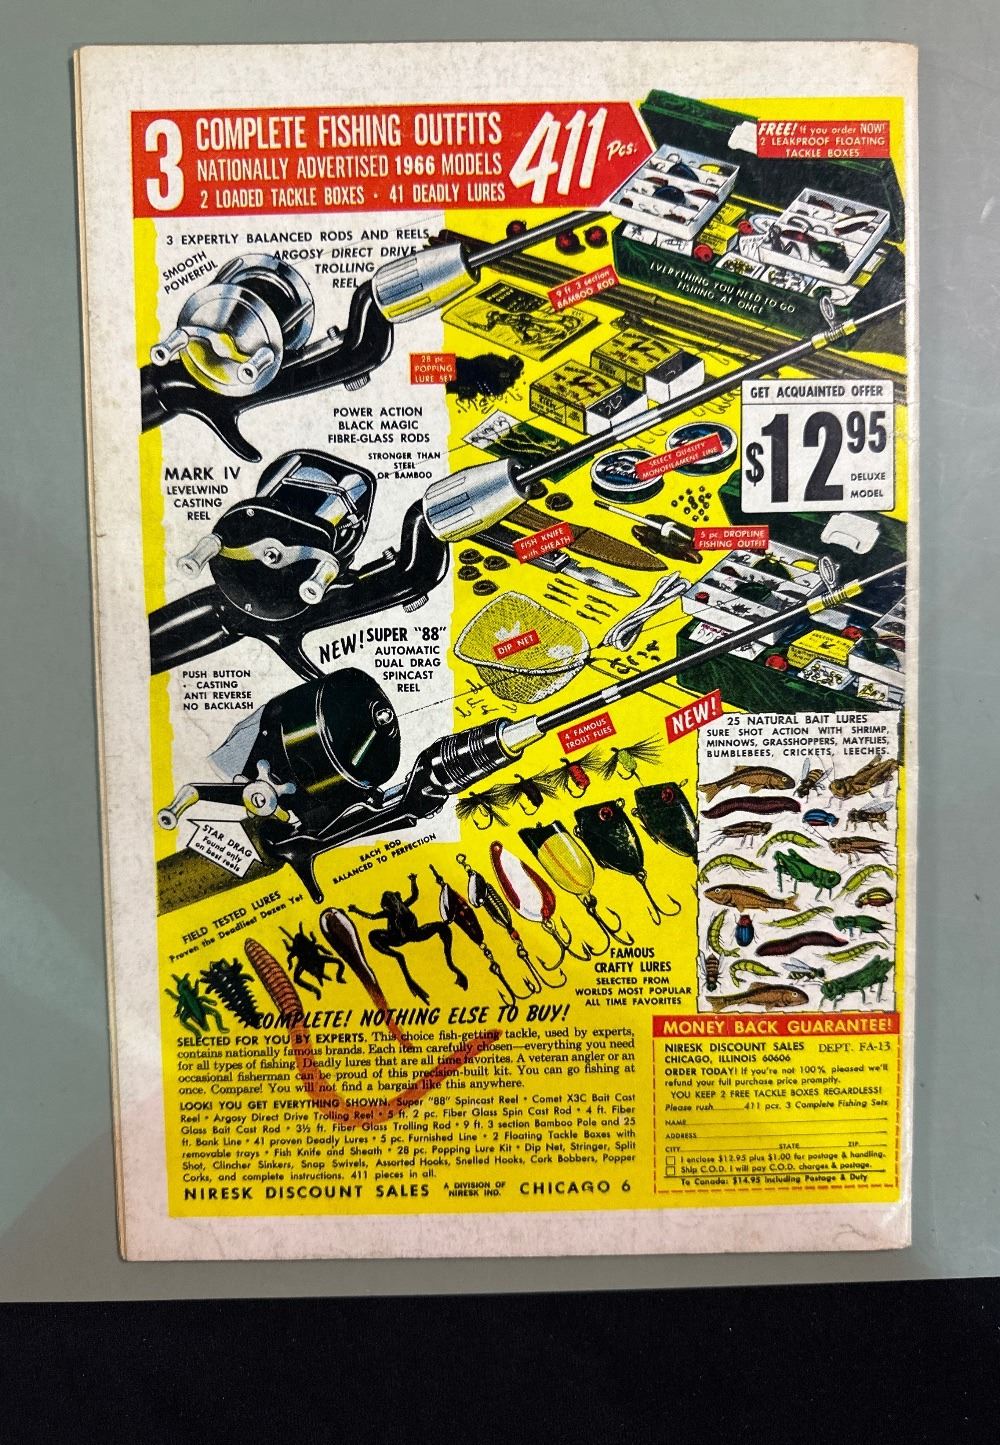 3 COMPLETE FISHING OUTFITS
NATIONALLY ADVERTISED 1966 MODELS
2 LOADED TACKLE BOXES • 41 DEADLY LURES
411 Pcs.
FREE! If you order NOW!
2 LEAKPROOF FLOATING
TACKLE BOXES
3 EXPERTLY BALANCED RODS AND REELS
SMOOTH
POWERFUL
ARGOSY DIRECT DRIVE
TROLLING
REEL
EVERYTHING YOU NEED TO GO
FISHING AT ONCE
9 ft. 3 section
BAMBOO ROD
28 pc.
POPPING
LURE SET
GET ACQUAINTED OFFER
$12.95
DELUXE
MODEL
POWER ACTION
BLACK MAGIC
FIBRE-GLASS RODS
STRONGER THAN
STEEL
OR BAMBOO
MARK IV
LEVELWIND
CASTING
REEL
SELECT QUALITY
MONOFILAMENT LINE
FISH KNIFE
with SHEATH
5 pc. DROPLINE
FISHING OUTFIT
DIP NET
NEW! SUPER "88"
AUTOMATIC
DUAL DRAG
SPINCAST
REEL
PUSH BUTTON
CASTING
ANTI REVERSE
NO BACKLASH
4 FAMOUS
TROUT FLIES
NEW!
25 NATURAL BAIT LURES
SURE SHOT ACTION WITH SHRIMP,
MINNOWS, GRASSHOPPERS, MAYFLIES,
BUMBLEBEES, CRICKETS, LEECHES.
STAR DRAG
Found only
on best reels
EACH ROD
BALANCED TO PERFECTION
FIELD TESTED LURES
Proven the Deadliest Dozen Yet
FAMOUS
CRAFTY LURES
SELECTED FROM
WORLDS MOST POPULAR
ALL TIME FAVORITES
COMPLETE! NOTHING ELSE TO BUY!
SELECTED FOR YOU BY EXPERTS. This choice fish-getting tackle, used by experts,
contains nationally famous brands. Each item carefully chosen—everything you need
for all types of fishing. Deadly lures that are all time favorites. A veteran angler or an
occasional fisherman can be proud of this precision-built kit. You can go fishing at
once. Compare! You will not find a bargain like this anywhere.
LOOK! YOU GET EVERYTHING SHOWN. Super "88" Spincast Reel • Comet X3C Bait Cast
Reel • Argosy Direct Drive Trolling Reel • 5 ft. 2 pc. Fiber Glass Spin Cast Rod • 4 ft. Fiber
Glass Bait Cast Rod • 3½ ft. Fiber Glass Trolling Rod • 9 ft. 3 section Bamboo Pole and 25
ft. Bank Line • 41 proven Deadly Lures • 5 pc. Furnished Line • 2 Floating Tackle Boxes with
removable trays • Fish Knife and Sheath • 28 pc. Popping Lure Kit • Dip Net, Stringer, Split
Shot, Clincher Sinkers, Snap Swivels, Assorted Hooks, Snelled Hooks, Cork Bobbers, Popper
Corks, and complete instructions. 411 pieces in all.
NIRESK DISCOUNT SALES A DIVISION OF NIRESK INC. CHICAGO 6
MONEY BACK GUARANTEE!
NIRESK DISCOUNT SALES DEPT. FA-13
CHICAGO, ILLINOIS 60606
ORDER TODAY! If you're not 100% pleased we'll
refund your full purchase price promptly.
YOU KEEP 2 FREE TACKLE BOXES REGARDLESS!
Please rush 411 pcs. 3 Complete Fishing Sets
NAME
ADDRESS
CITY STATE ZIP
I enclose $12.95 plus $1.00 for postage & handling.
Ship C.O.D. I will pay C.O.D. charges & postage.
To Canada: $14.95 Including Postage & Duty